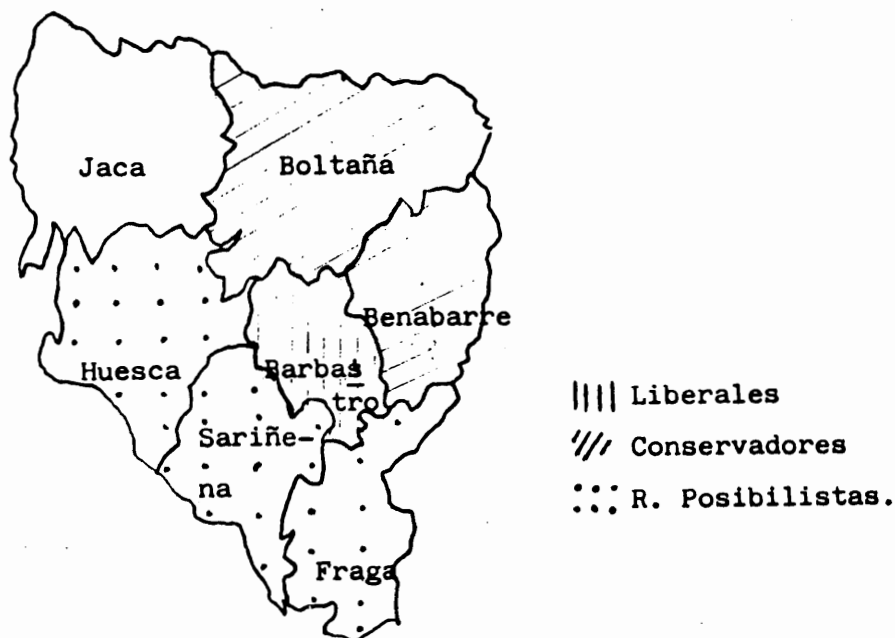 Jaca
Boltaña
Benabarre
Huesca
Barbas
tro
Sariñe-
na
Fraga
Liberales
Conservadores
R. Posibilistas.